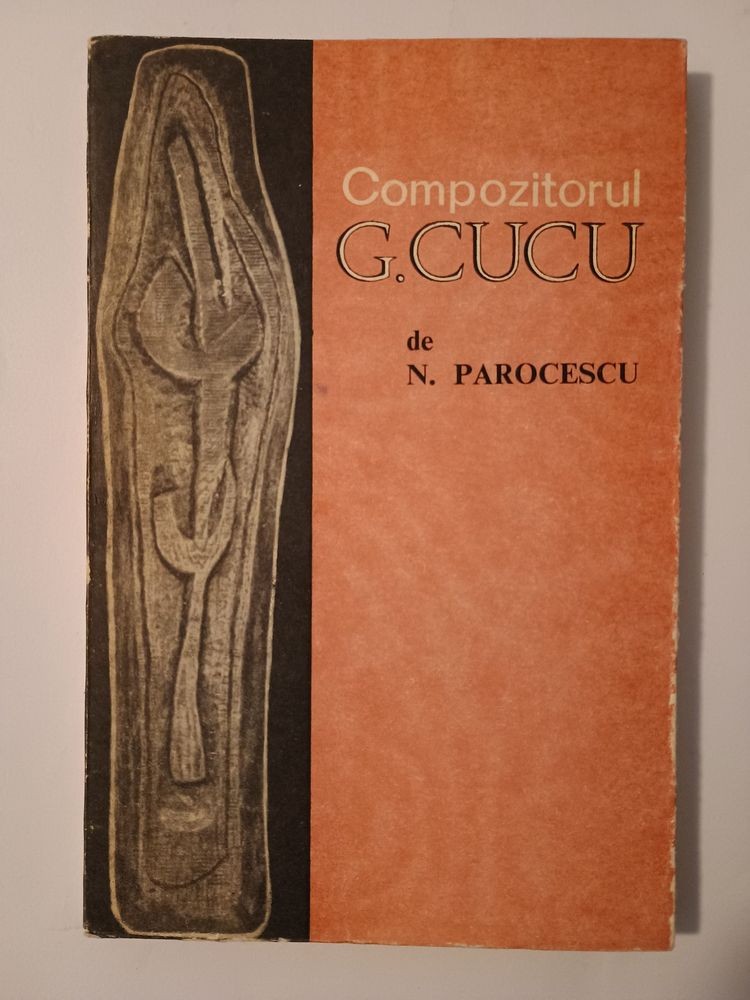 Compozitorul
G. CUCU
de
N. PAROCESCU